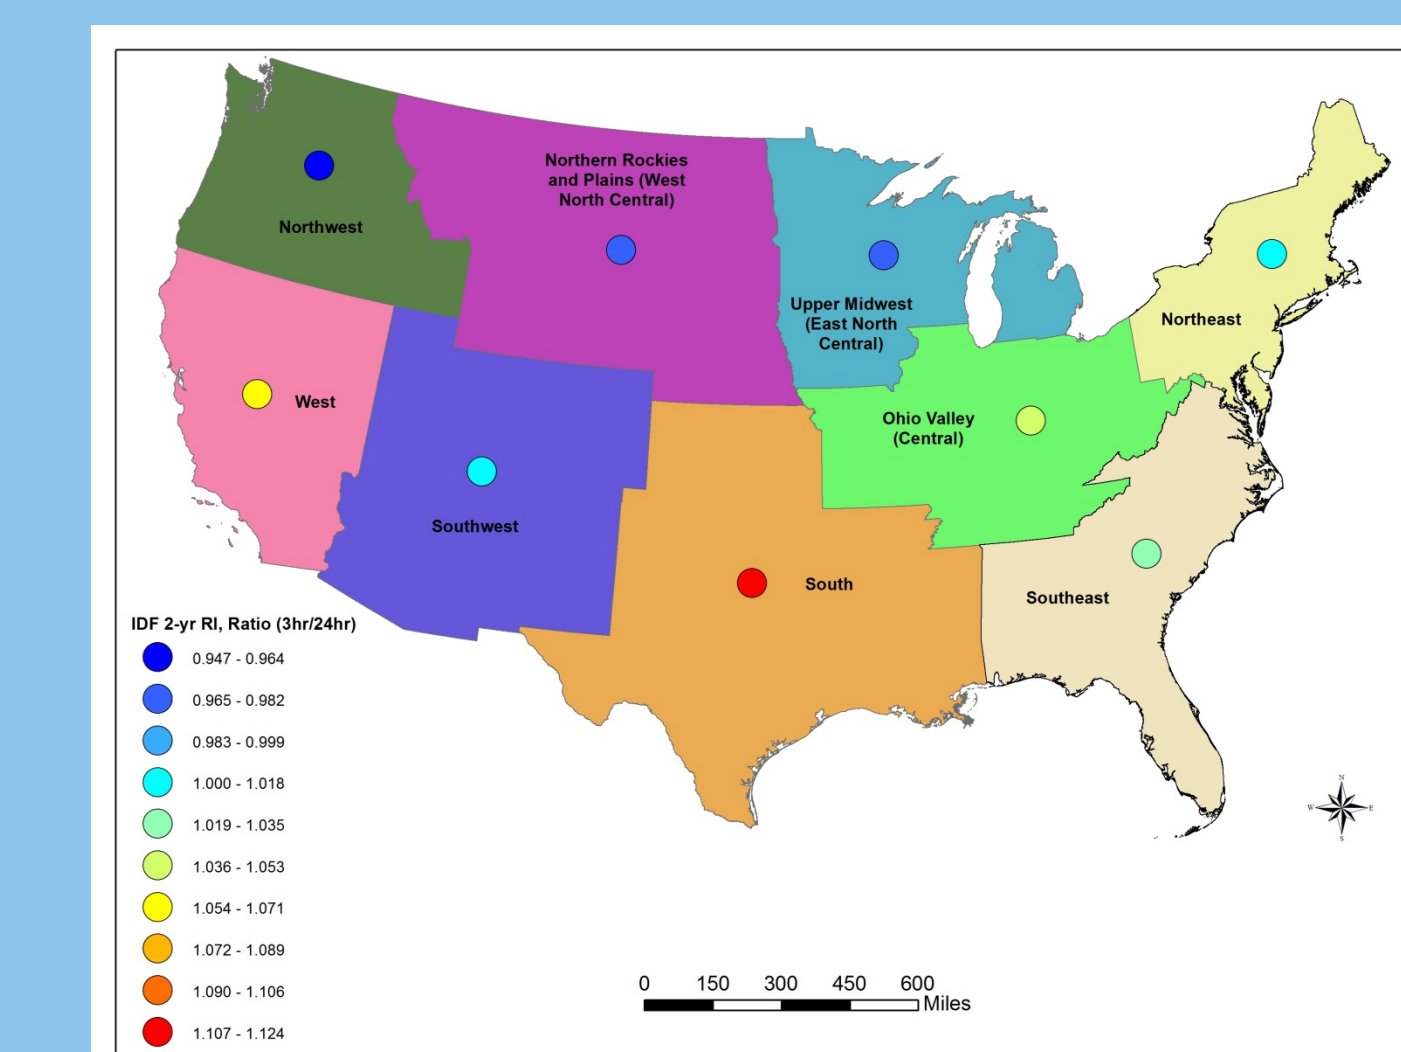 Northern Rockies
and Plains (West
North Central)
Northwest
Upper Midwest
(East North
Central)
Northeast
West
Ohio Valley
(Central)
Southwest
South
Southeast
IDF 2-yr RI, Ratio (3hr/24hr)
0.947 - 0.964
0.965 - 0.982
0.983 - 0.999
1.000 - 1.018
1.019 - 1.035
1.036 - 1.053
1.054 - 1.071
1.072 - 1.089
1.090 - 1.106
1.107 - 1.124
N
W E
S
0 150 300 450 600
Miles